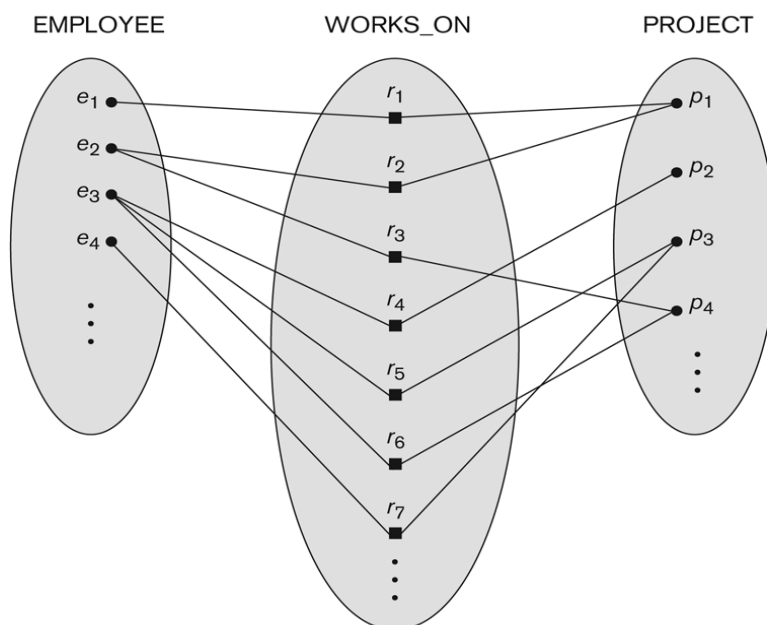 EMPLOYEE WORKS_ON PROJECT
e1 r1 p1
e2 r2 p2
e3 r3 p3
e4 r4 p4
r5
r6
r7